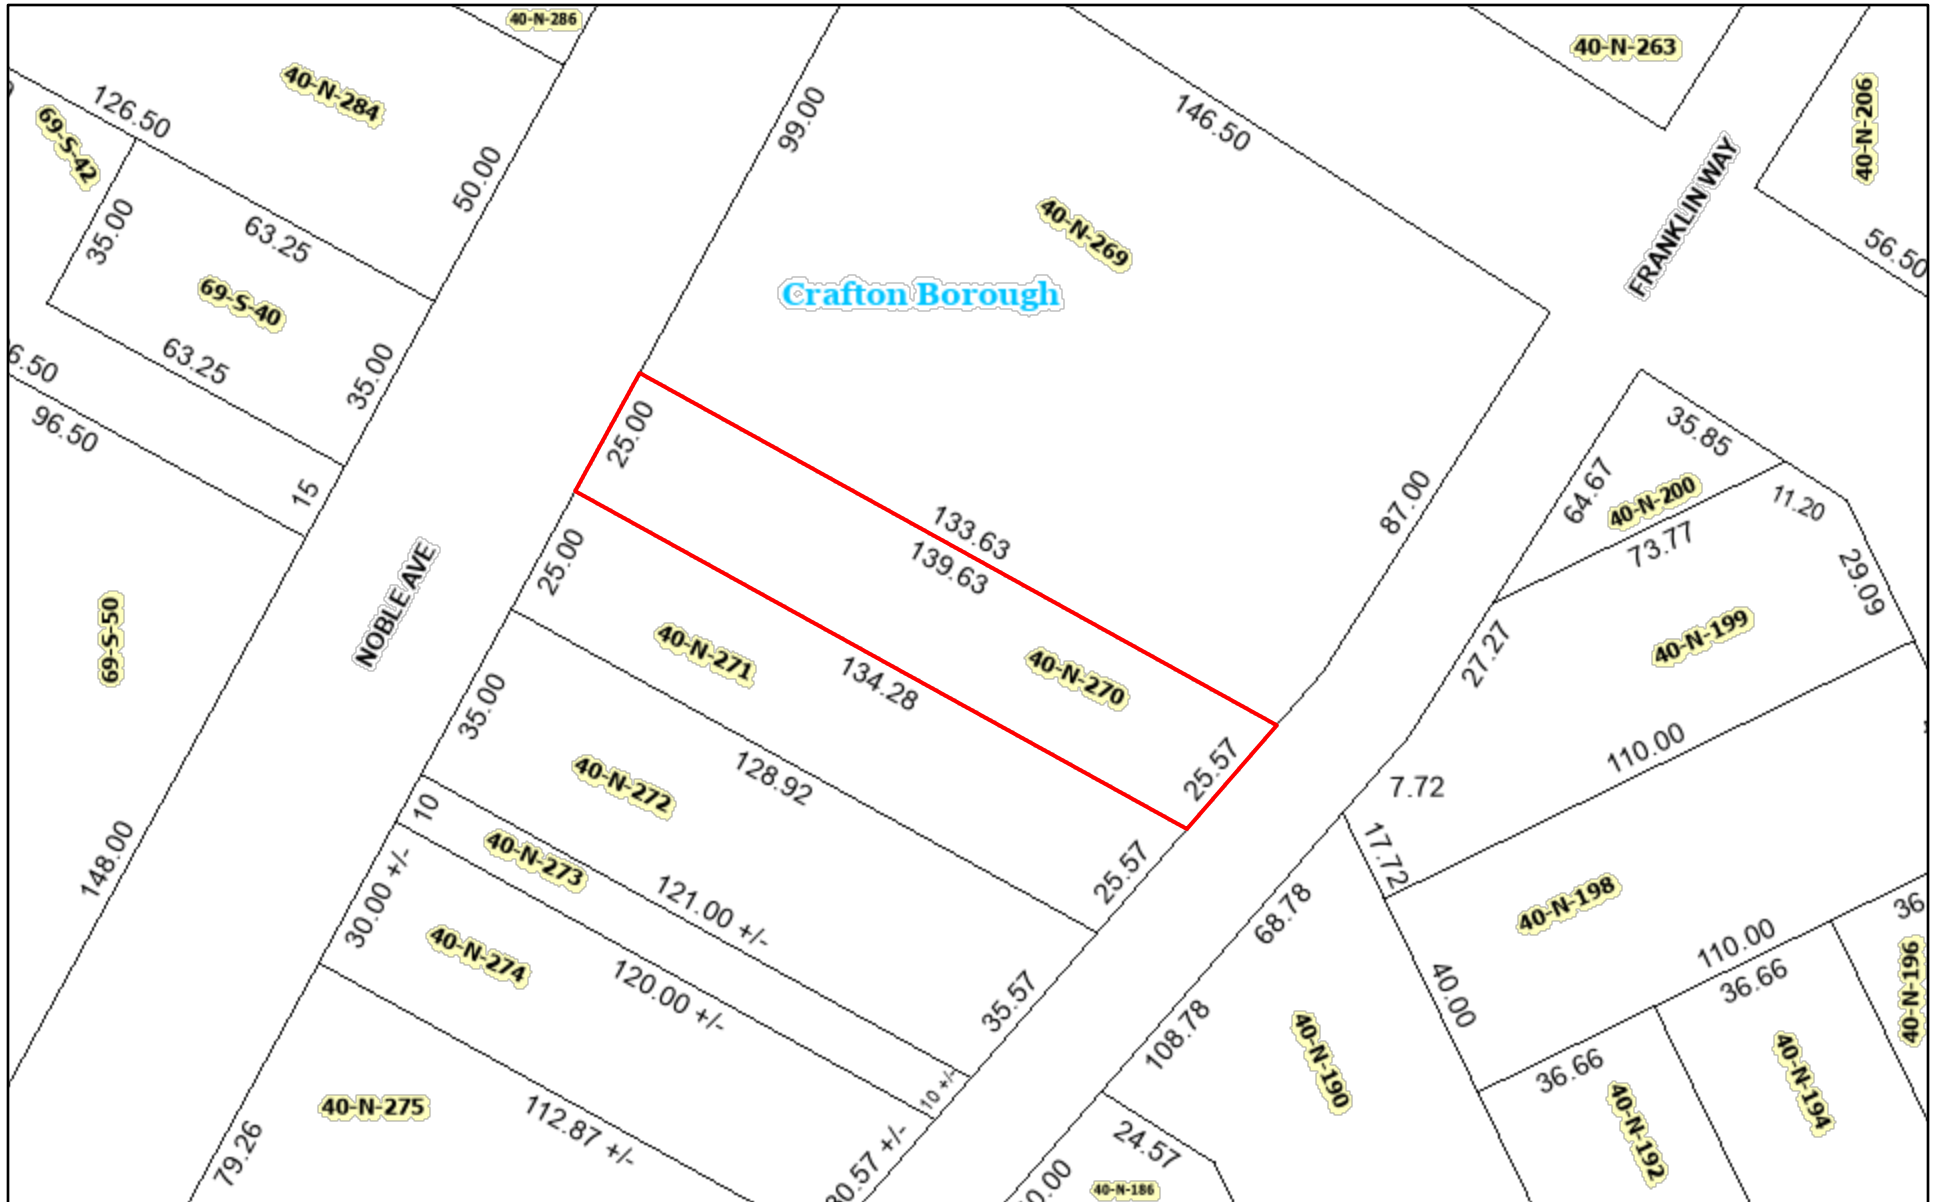 40-N-286
40-N-263
40-N-284
126.50
69-S-42
99.00
146.50
40-N-206
50.00
FRANKLIN WAY
35.00
63.25
40-N-269
56.50
69-S-40
Crafton Borough
63.25
35.00
6.50
96.50
25.00
35.85
15
64.67
40-N-200
11.20
87.00
133.63
139.63
73.77
25.00
29.09
NOBLE AVE
69-S-50
40-N-271
134.28
40-N-270
27.27
40-N-199
35.00
128.92
25.57
110.00
7.72
40-N-272
10
148.00
40-N-273
17.72
25.57
30.00 +/-
121.00 +/-
68.78
40-N-198
36
40-N-274
120.00 +/-
35.57
40.00
110.00
36.66
40-N-196
108.78
40-N-190
36.66
40-N-194
10 +/-
40-N-275
112.87 +/-
79.26
30.57 +/-
24.57
40-N-192
0.00
40-N-186